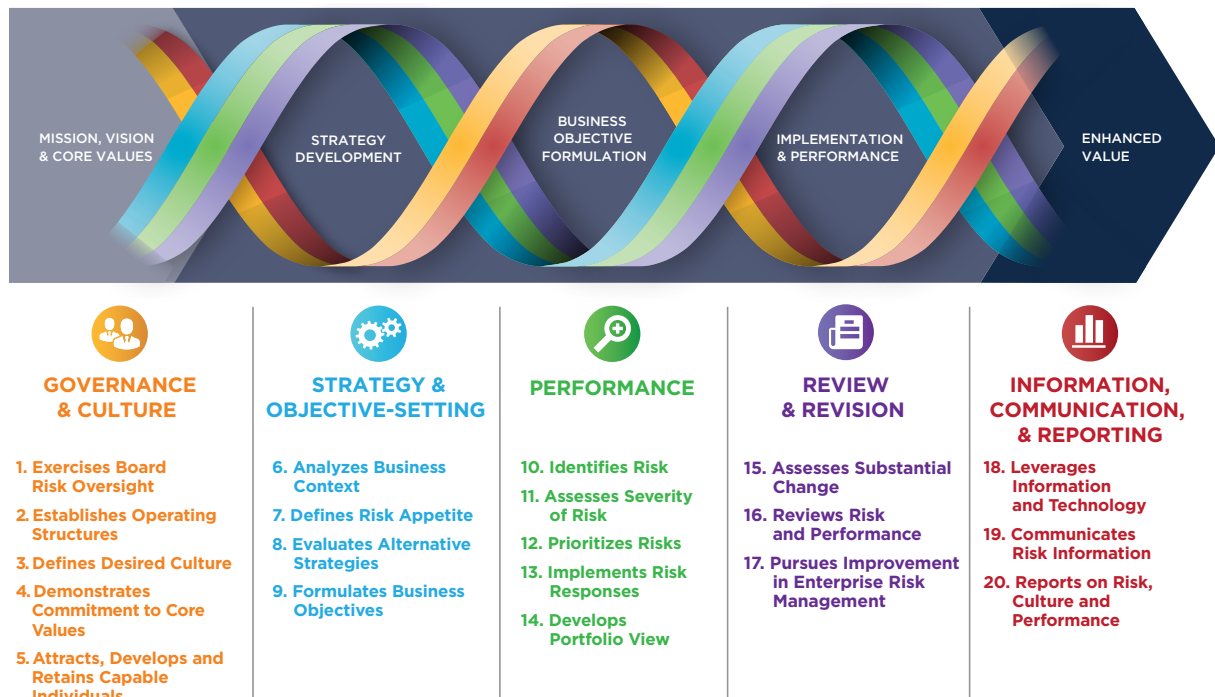 MISSION, VISION
& CORE VALUES
STRATEGY
DEVELOPMENT
BUSINESS
OBJECTIVE
FORMULATION
IMPLEMENTATION
& PERFORMANCE
ENHANCED
VALUE
GOVERNANCE
& CULTURE
1. Exercises Board
Risk Oversight
2. Establishes Operating
Structures
3. Defines Desired Culture
4. Demonstrates
Commitment to Core
Values
5. Attracts, Develops and
Retains Capable
Individuals
STRATEGY &
OBJECTIVE-SETTING
6. Analyzes Business
Context
7. Defines Risk Appetite
8. Evaluates Alternative
Strategies
9. Formulates Business
Objectives
PERFORMANCE
10. Identifies Risk
11. Assesses Severity
of Risk
12. Prioritizes Risks
13. Implements Risk
Responses
14. Develops
Portfolio View
REVIEW
& REVISION
15. Assesses Substantial
Change
16. Reviews Risk
and Performance
17. Pursues Improvement
in Enterprise Risk
Management
INFORMATION,
COMMUNICATION,
& REPORTING
18. Leverages
Information
and Technology
19. Communicates
Risk Information
20. Reports on Risk,
Culture and
Performance